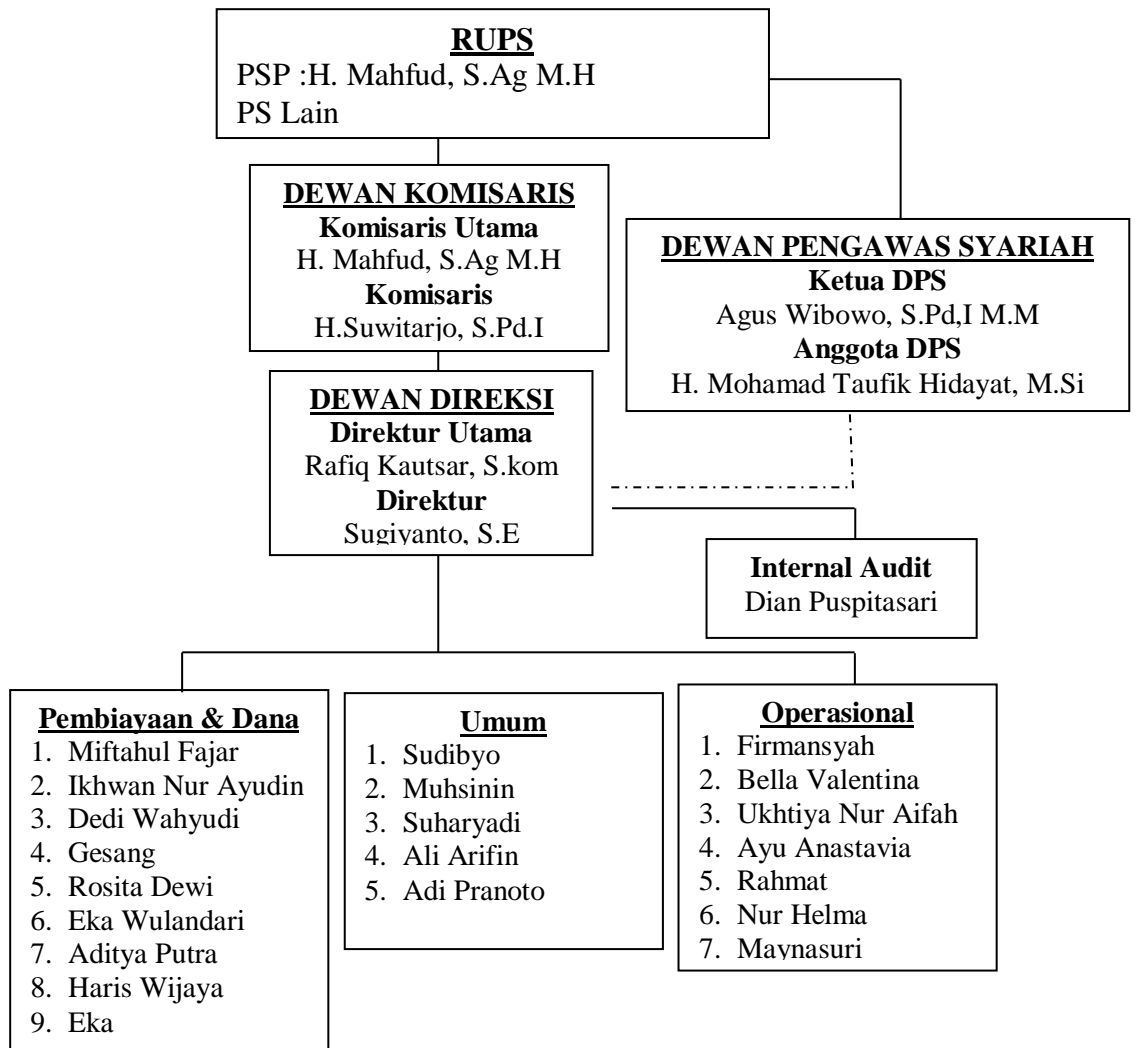 RUPS
PSP :H. Mahfud, S.Ag M.H
PS Lain
DEWAN KOMISARIS
Komisaris Utama
H. Mahfud, S.Ag M.H
Komisaris
H.Suwitarjo, S.Pd.I
DEWAN PENGAWAS SYARIAH
Ketua DPS
Agus Wibowo, S.Pd,I M.M
Anggota DPS
H. Mohamad Taufik Hidayat, M.Si
DEWAN DIREKSI
Direktur Utama
Rafiq Kautsar, S.kom
Direktur
Sugiyanto, S.E
Internal Audit
Dian Puspitasari
Pembiayaan & Dana
1. Miftahul Fajar
2. Ikhwan Nur Ayudin
3. Dedi Wahyudi
4. Gesang
5. Rosita Dewi
6. Eka Wulandari
7. Aditya Putra
8. Haris Wijaya
9. Eka
Umum
1. Sudibyo
2. Muhsinin
3. Suharyadi
4. Ali Arifin
5. Adi Pranoto
Operasional
1. Firmansyah
2. Bella Valentina
3. Ukhtiya Nur Aifah
4. Ayu Anastavia
5. Rahmat
6. Nur Helma
7. Maynasuri